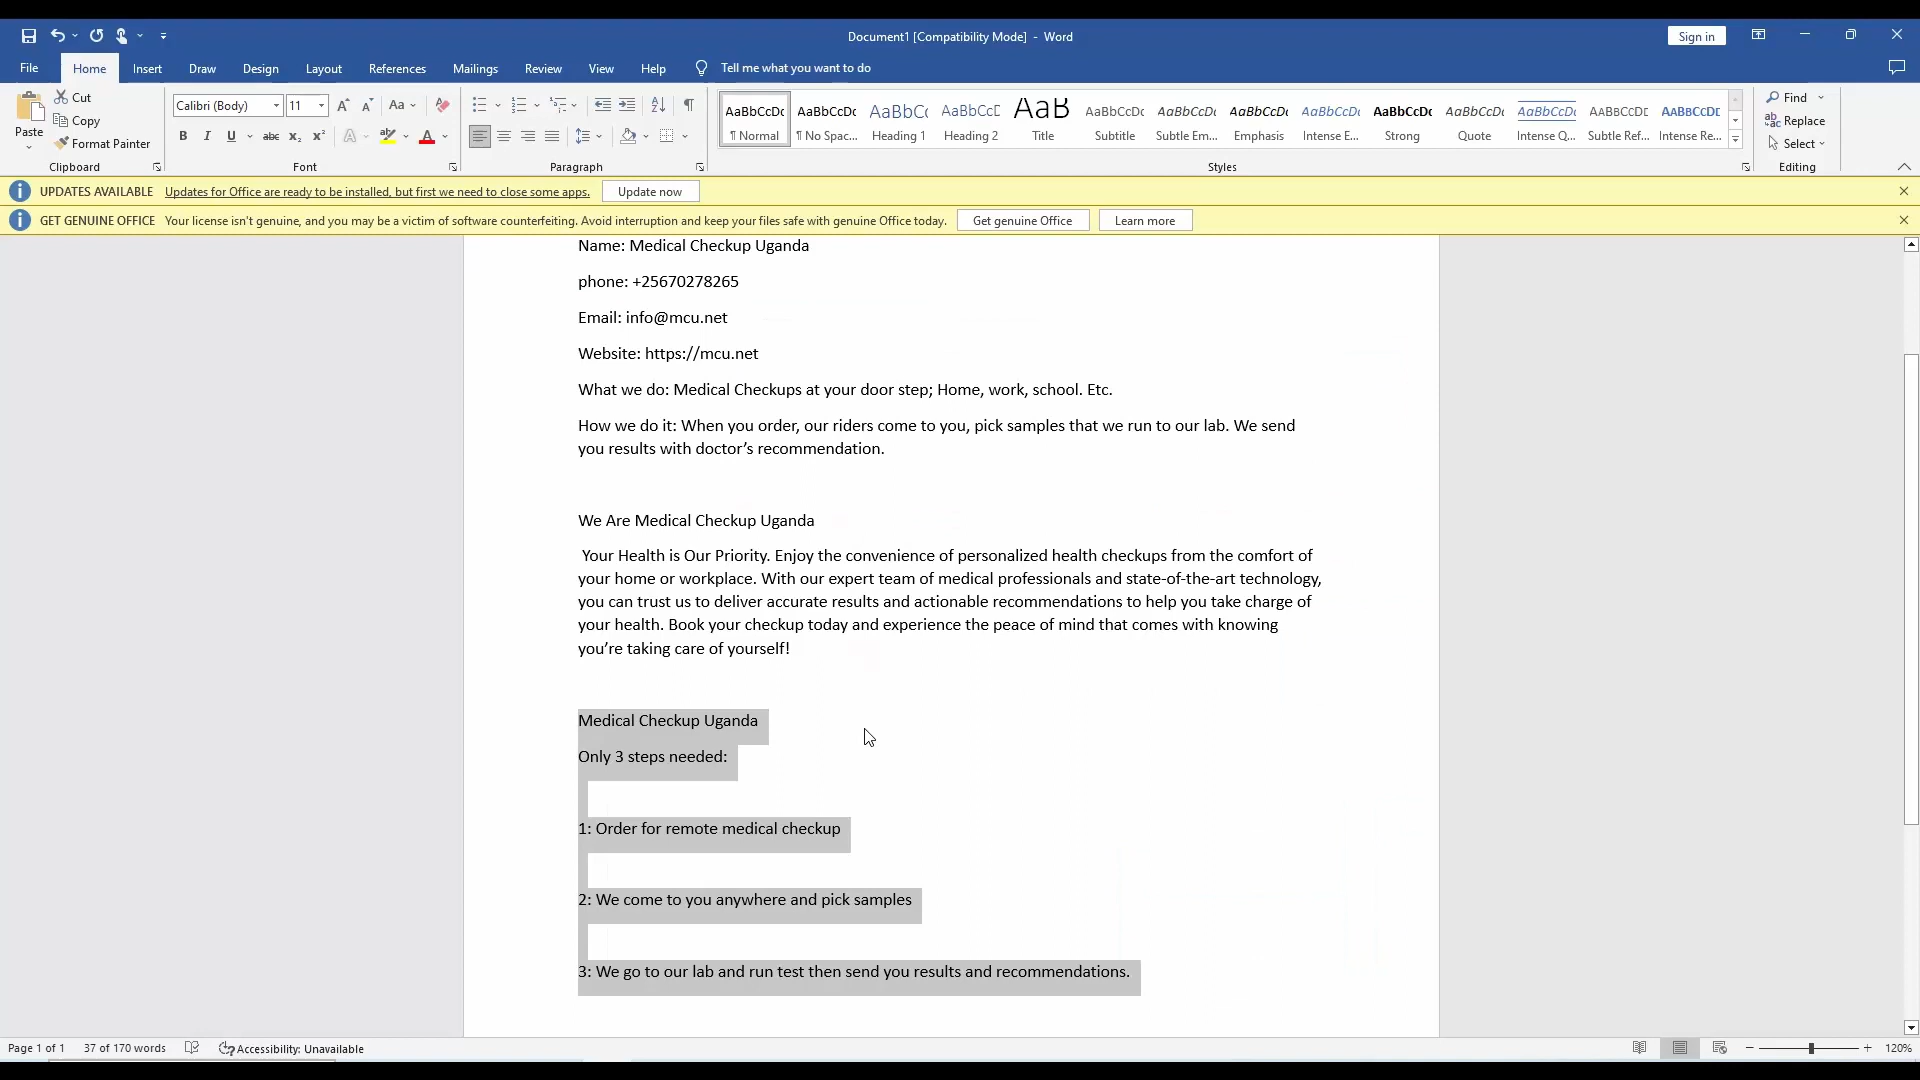 Document1 [Compatibility Mode] - Word
Sign in
File Home Insert Draw Design Layout References Mailings Review View Help Tell me what you want to do
Paste
Cut
Copy
Format Painter
Clipboard
Calibri (Body) 11
Font
Paragraph
AaBbCcDc AaBbCcDc AaBbC AaBbCcD AaB AaBbCcD AaBbCcDc AaBbCcDc AaBbCcDc AaBbCcDc AaBbCcDc AaBbCcDc AABBCCDD AABBCCDD
¶ Normal ¶ No Spac... Heading 1 Heading 2 Title Subtitle Subtle Em... Emphasis Intense E... Strong Quote Intense Q... Subtle Ref... Intense Re...
Styles
Find
Replace
Select
Editing
UPDATES AVAILABLE Updates for Office are ready to be installed, but first we need to close some apps. Update now
GET GENUINE OFFICE Your license isn't genuine, and you may be a victim of software counterfeiting. Avoid interruption and keep your files safe with genuine Office today. Get genuine Office Learn more
Name: Medical Checkup Uganda
phone: +25670278265
Email: info@mcu.net
Website: https://mcu.net
What we do: Medical Checkups at your door step; Home, work, school. Etc.
How we do it: When you order, our riders come to you, pick samples that we run to our lab. We send
you results with doctor’s recommendation.
We Are Medical Checkup Uganda
Your Health is Our Priority. Enjoy the convenience of personalized health checkups from the comfort of
your home or workplace. With our expert team of medical professionals and state-of-the-art technology,
you can trust us to deliver accurate results and actionable recommendations to help you take charge of
your health. Book your checkup today and experience the peace of mind that comes with knowing
you’re taking care of yourself!
Medical Checkup Uganda
Only 3 steps needed:
1: Order for remote medical checkup
2: We come to you anywhere and pick samples
3: We go to our lab and run test then send you results and recommendations.
Page 1 of 1 37 of 170 words Accessibility: Unavailable 120%